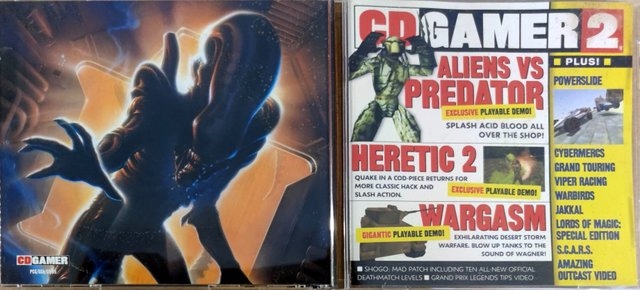 CDGAMER
CD GAMER 2
ALIENS VS
PREDATOR
EXCLUSIVE PLAYABLE DEMO!
SPLASH ACID BLOOD ALL
OVER THE SHOP!
HERETIC 2
QUAKE IN A COD-PIECE RETURNS FOR
MORE CLASSIC HACK AND
SLASH ACTION.
EXCLUSIVE PLAYABLE DEMO!
WARGASM
GIGANTIC PLAYABLE DEMO!
EXHILARATING DESERT STORM
WARFARE. BLOW UP TANKS TO THE
SOUND OF WAGNER!
■ SHOGO: MAD PATCH INCLUDING TEN ALL-NEW OFFICIAL
DEATHMATCH LEVELS ■ GRAND PRIX LEGENDS TIPS VIDEO
■ PLUS! ■
POWERSLIDE
CYBERMERCS
GRAND TOURING
VIPER RACING
WARBIRDS
JAKKAL
LORDS OF MAGIC:
SPECIAL EDITION
S.C.A.R.S.
AMAZING
OUTCAST VIDEO